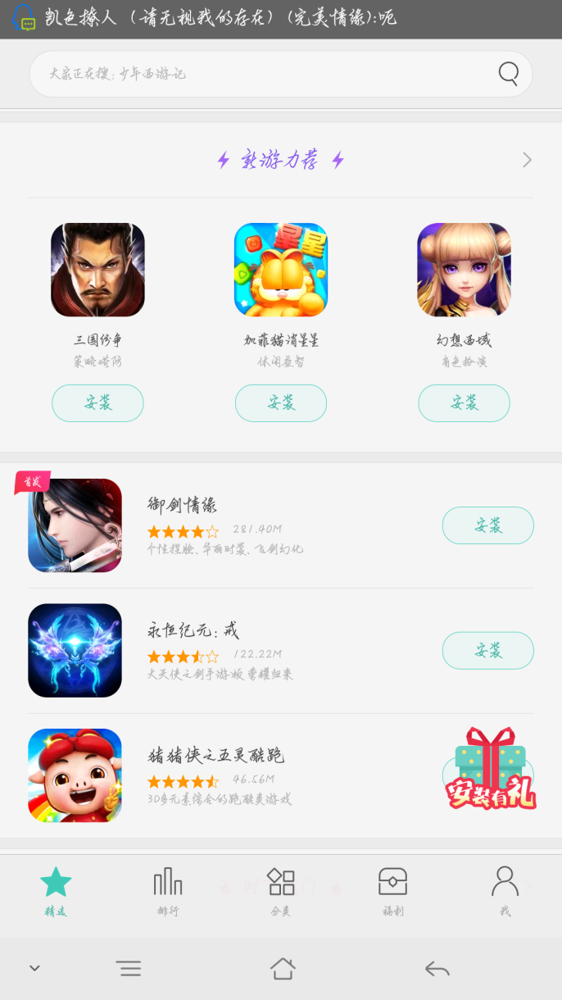 凯色撩人（请无视我的存在）(完美情缘):呃
大家正在搜：少年西游记
新游力荐
星星
三国纷争
加菲猫消星星
幻想西域
策略塔防
休闲益智
角色扮演
安装
安装
安装
首发
御剑情缘
281.40M
个性捏脸、华丽时装、飞剑幻化
安装
永恒纪元：戒
122.22M
大天使之剑手游版 荣耀归来
安装
猪猪侠之五灵酷跑
46.56M
3D多元素综合的跑酷类游戏
安装有礼
精选
排行
分类
福利
我